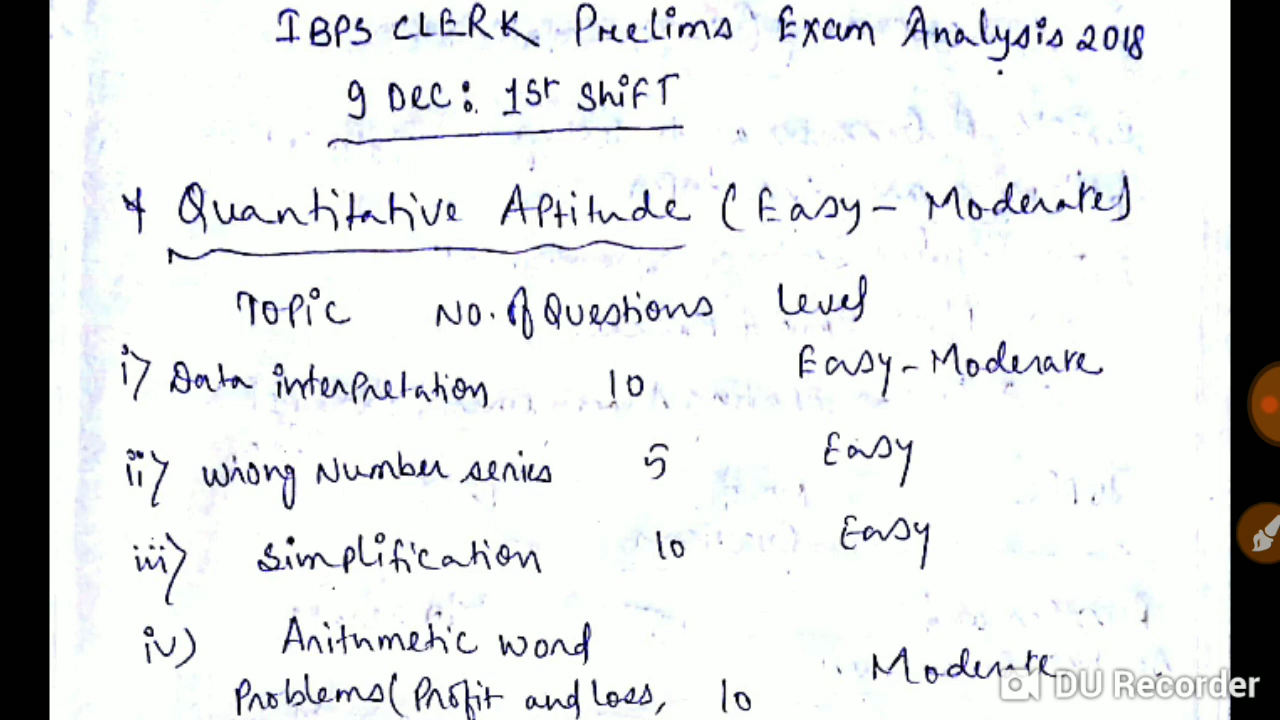 IBPS CLERK Prelims Exam Analysis 2018
9 Dec: 1st Shift
* Quantitative Aptitude (Easy - Moderate)
Topic No. of Questions level
i) Data interpretation 10 Easy - Moderate
ii) Wrong Number series 5 Easy
iii) Simplification 10 Easy
iv) Arithmetic word
Problems (Profit and Loss, 10 Moderate
DU Recorder